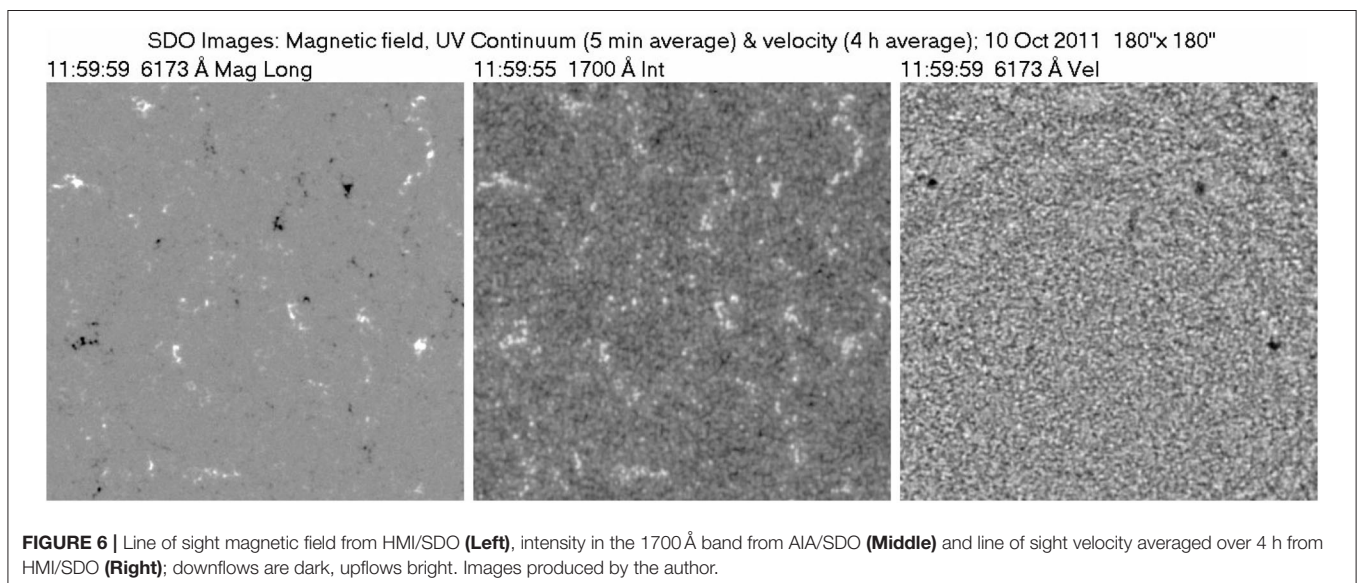 SDO Images: Magnetic field, UV Continuum (5 min average) & velocity (4 h average); 10 Oct 2011 180"x 180"
11:59:59 6173 Å Mag Long
11:59:55 1700 Å Int
11:59:59 6173 Å Vel
FIGURE 6 | Line of sight magnetic field from HMI/SDO (Left), intensity in the 1700 Å band from AIA/SDO (Middle) and line of sight velocity averaged over 4 h from
HMI/SDO (Right); downflows are dark, upflows bright. Images produced by the author.